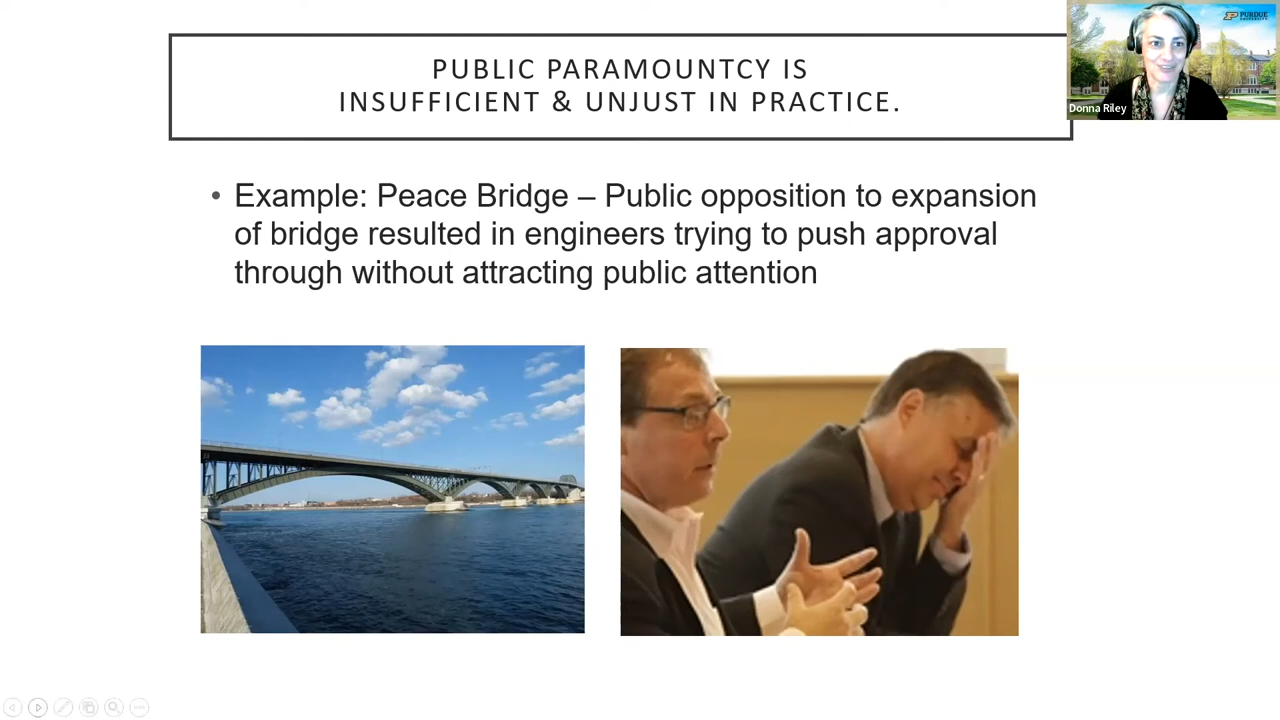 PUBLIC PARAMOUNTCY IS
INSUFFICIENT & UNJUST IN PRACTICE.
PURDUE
UNIVERSITY
Donna Riley
• Example: Peace Bridge – Public opposition to expansion
of bridge resulted in engineers trying to push approval
through without attracting public attention